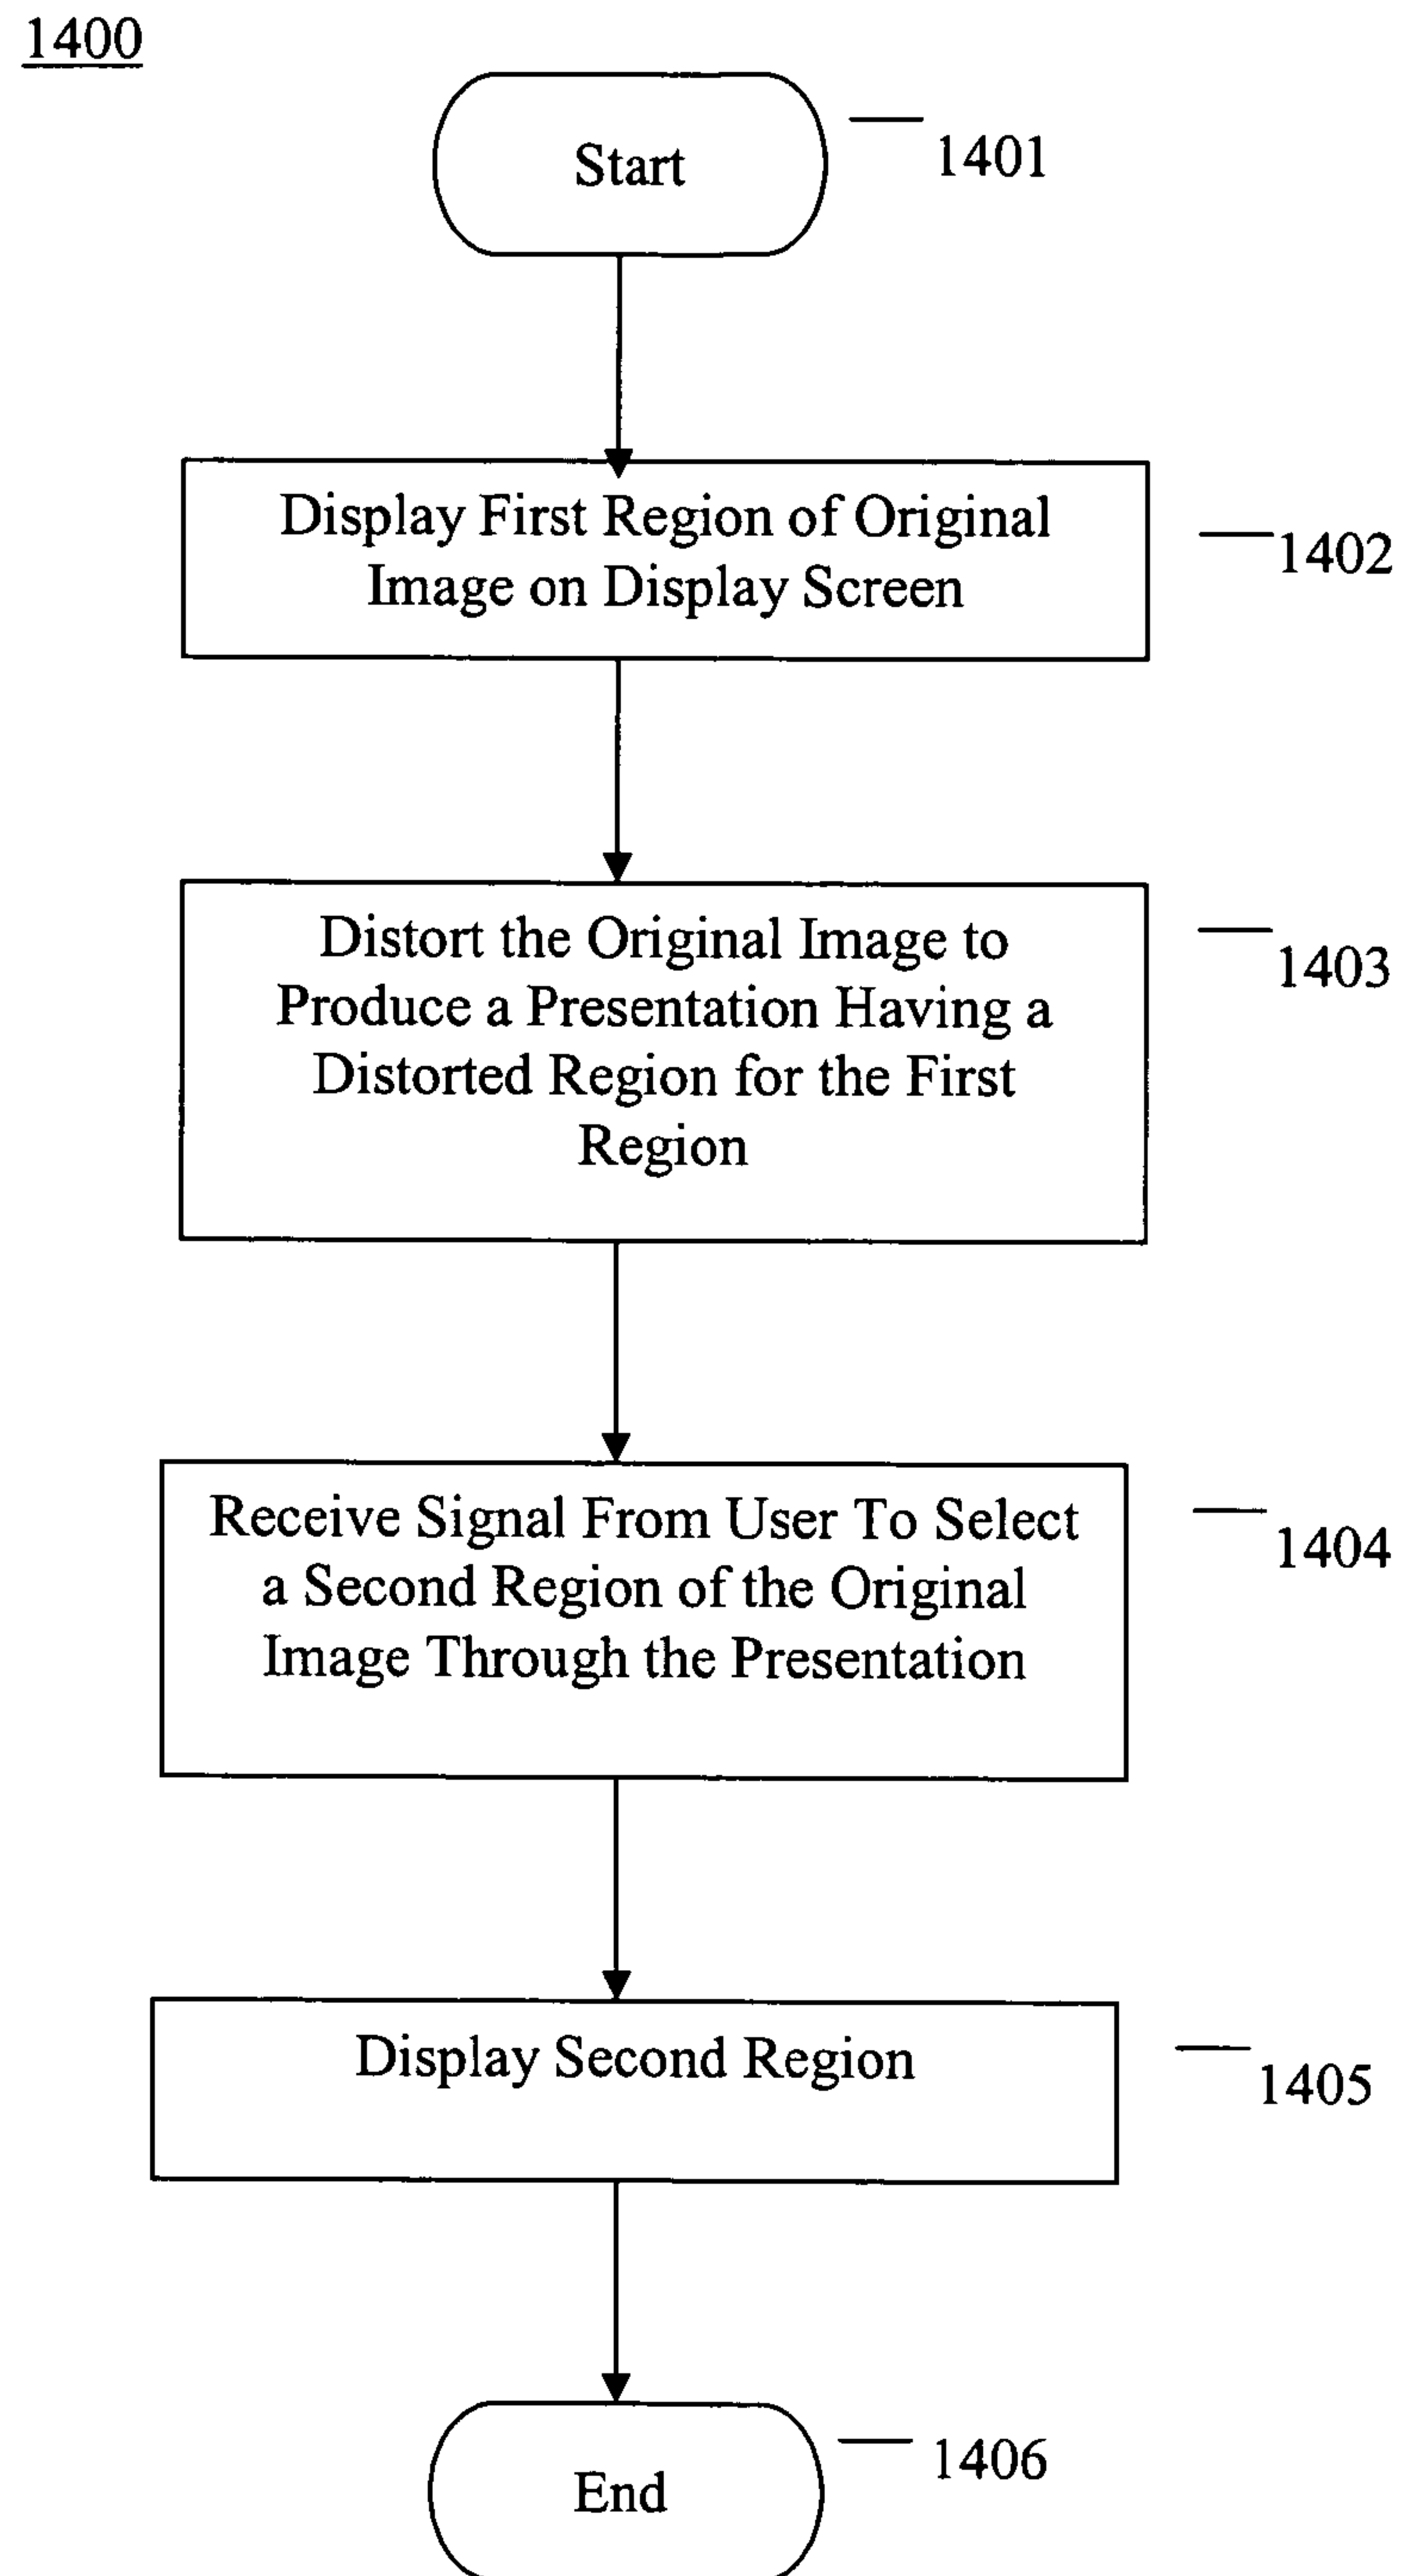 1400
Start
1401
Display First Region of Original
Image on Display Screen
1402
Distort the Original Image to
Produce a Presentation Having a
Distorted Region for the First
Region
1403
Receive Signal From User To Select
a Second Region of the Original
Image Through the Presentation
1404
Display Second Region
1405
End
1406